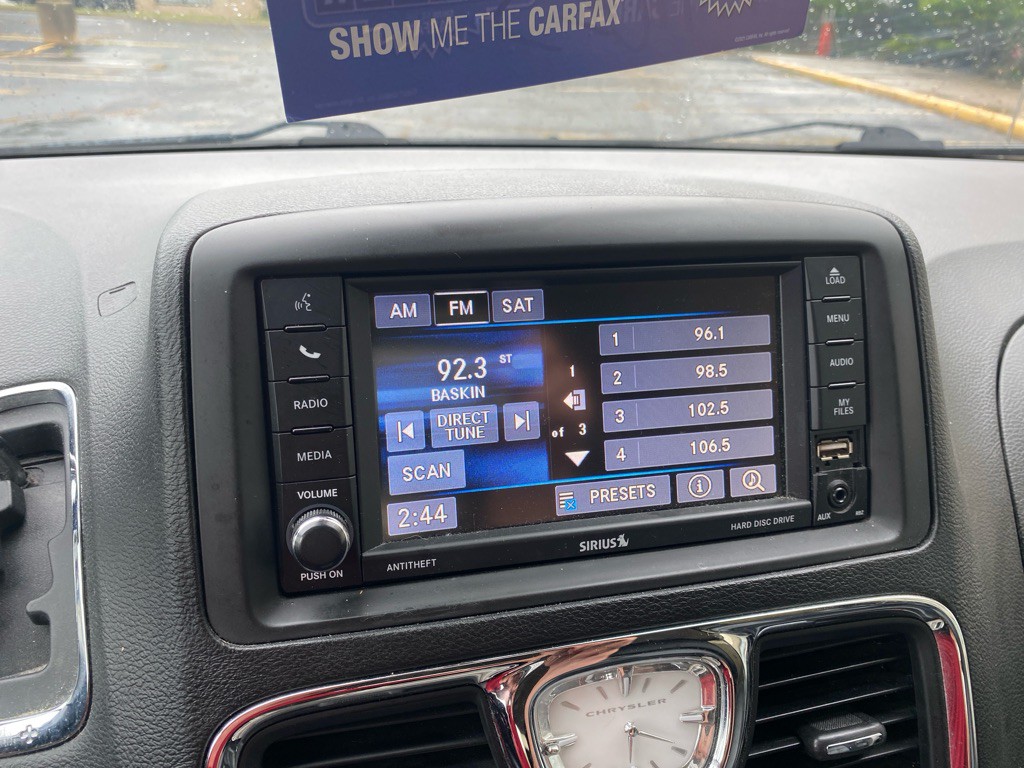 SHOW ME THE CARFAX
LOAD
MENU
AUDIO
MY
FILES
AUX
RADIO
MEDIA
VOLUME
PUSH ON
AM FM SAT
92.3 ST
BASKIN
DIRECT
TUNE
SCAN
2:44
1
of 3
1 96.1
2 98.5
3 102.5
4 106.5
PRESETS
ANTITHEFT
SIRIUS
HARD DISC DRIVE
CHRYSLER